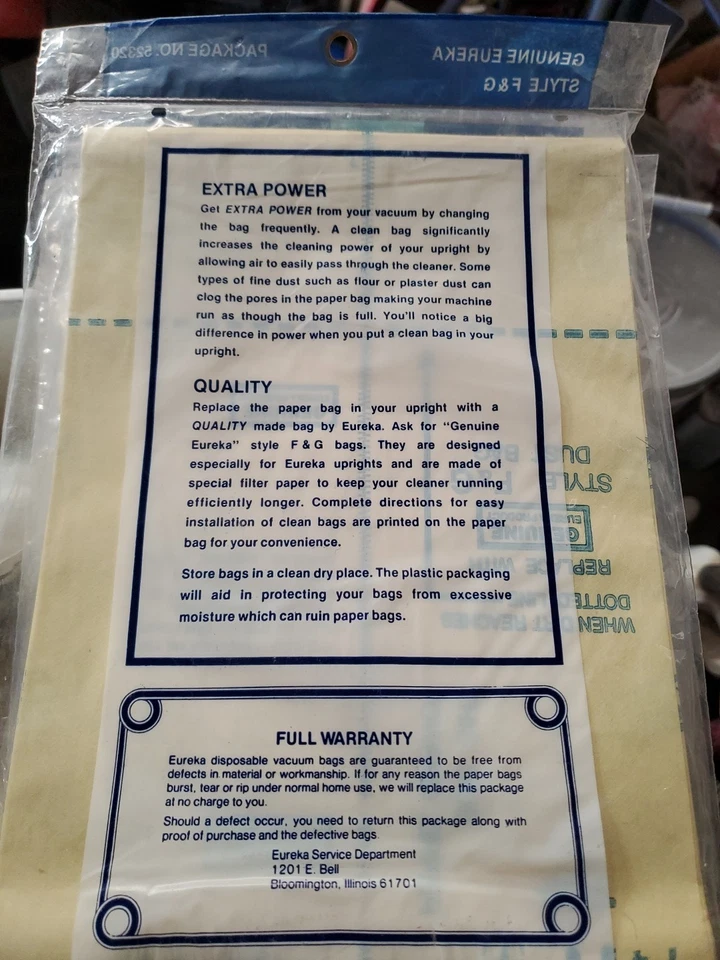 PACKAGE NO. 52320 GENUINE EUREKA
STYLE F & G
EXTRA POWER
Get EXTRA POWER from your vacuum by changing
the bag frequently. A clean bag significantly
increases the cleaning power of your upright by
allowing air to easily pass through the cleaner. Some
types of fine dust such as flour or plaster dust can
clog the pores in the paper bag making your machine
run as though the bag is full. You'll notice a big
difference in power when you put a clean bag in your
upright.
QUALITY
Replace the paper bag in your upright with a
QUALITY made bag by Eureka. Ask for "Genuine
Eureka" style F & G bags. They are designed
especially for Eureka uprights and are made of
special filter paper to keep your cleaner running
efficiently longer. Complete directions for easy
installation of clean bags are printed on the paper
bag for your convenience.
Store bags in a clean dry place. The plastic packaging
will aid in protecting your bags from excessive
moisture which can ruin paper bags.
DUST
STYLE
GENUINE
REPLACE WITH
DOTTED LINE
WHEN DIRT REACHES
FULL WARRANTY
Eureka disposable vacuum bags are guaranteed to be free from
defects in material or workmanship. If for any reason the paper bags
burst, tear or rip under normal home use, we will replace this package
at no charge to you.
Should a defect occur, you need to return this package along with
proof of purchase and the defective bags.
Eureka Service Department
1201 E. Bell
Bloomington, Illinois 61701